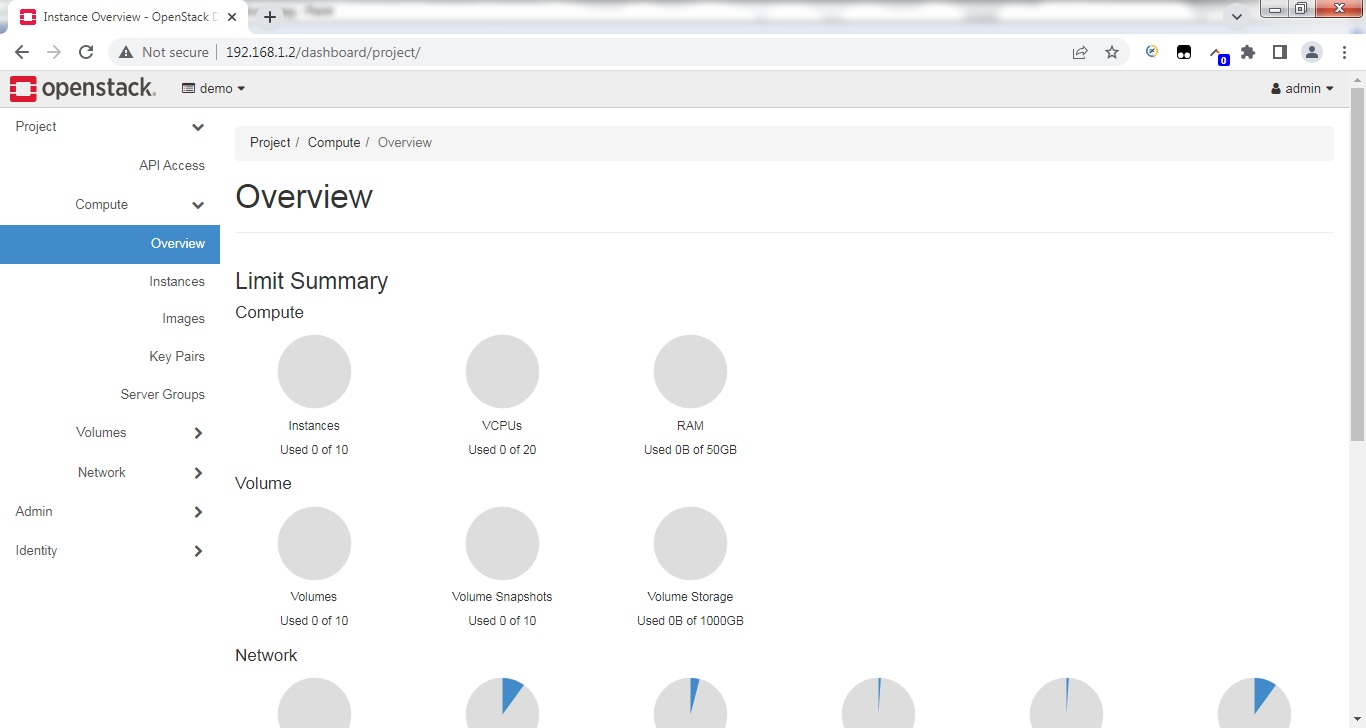 Instance Overview - OpenStack D
Not secure 192.168.1.2/dashboard/project/
0
openstack. demo admin
Project
API Access
Compute
Overview
Instances
Images
Key Pairs
Server Groups
Volumes
Network
Admin
Identity
Project / Compute / Overview
Overview
Limit Summary
Compute
Instances VCPUs RAM
Used 0 of 10 Used 0 of 20 Used 0B of 50GB
Volume
Volumes Volume Snapshots Volume Storage
Used 0 of 10 Used 0 of 10 Used 0B of 1000GB
Network